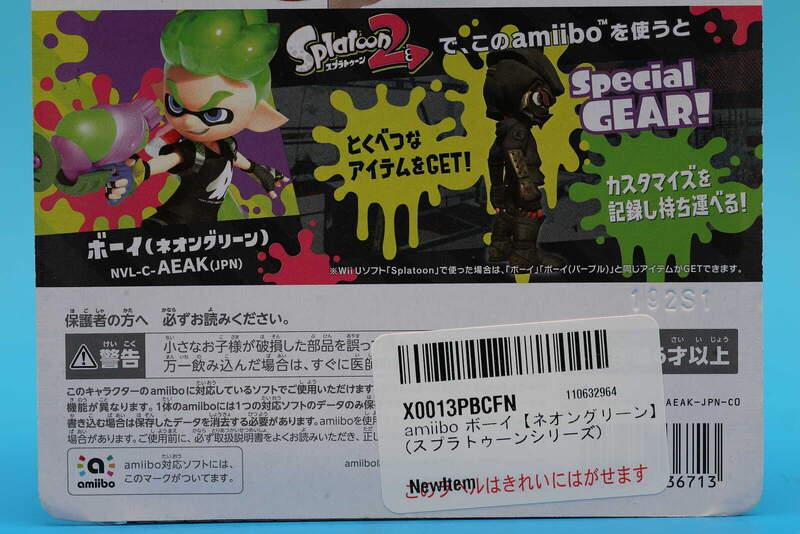 Splatoon 2
スプラトゥーン
で、このamiibo™を使うと
Special
GEAR!
とくべつな
アイテムをGET!
カスタマイズを
記録し持ち運べる!
ボーイ(ネオングリーン)
NVL-C-AEAK(JPN)
※Wii Uソフト「Splatoon」で使った場合は、「ボーイ」「ボーイ(パープル)」と同じアイテムがGETできます。
192S1
保護者の方へ 必ずお読みください。
警告
小さなお子様が破損した部品を誤っ
万一飲み込んだ場合は、すぐに医師
才以上
このキャラクターのamiiboに対応しているソフトでご使用いただけます
機能が異なります。1体のamiiboには1つの対応ソフトのデータのみ保
書き込む場合は保存したデータを消去する必要があります。amiiboを使用
場合があります。ご使用前に、必ず取扱説明書をよくお読みいただき、正し
-AEAK-JPN-C0
amiibo
amiibo対応ソフトには、
このマークがついてます。
amiibo
X0013PBCFN
110632964
amiibo ボーイ【ネオングリーン】
(スプラトゥーンシリーズ)
NewItem
このラベルはきれいにはがせます
36713